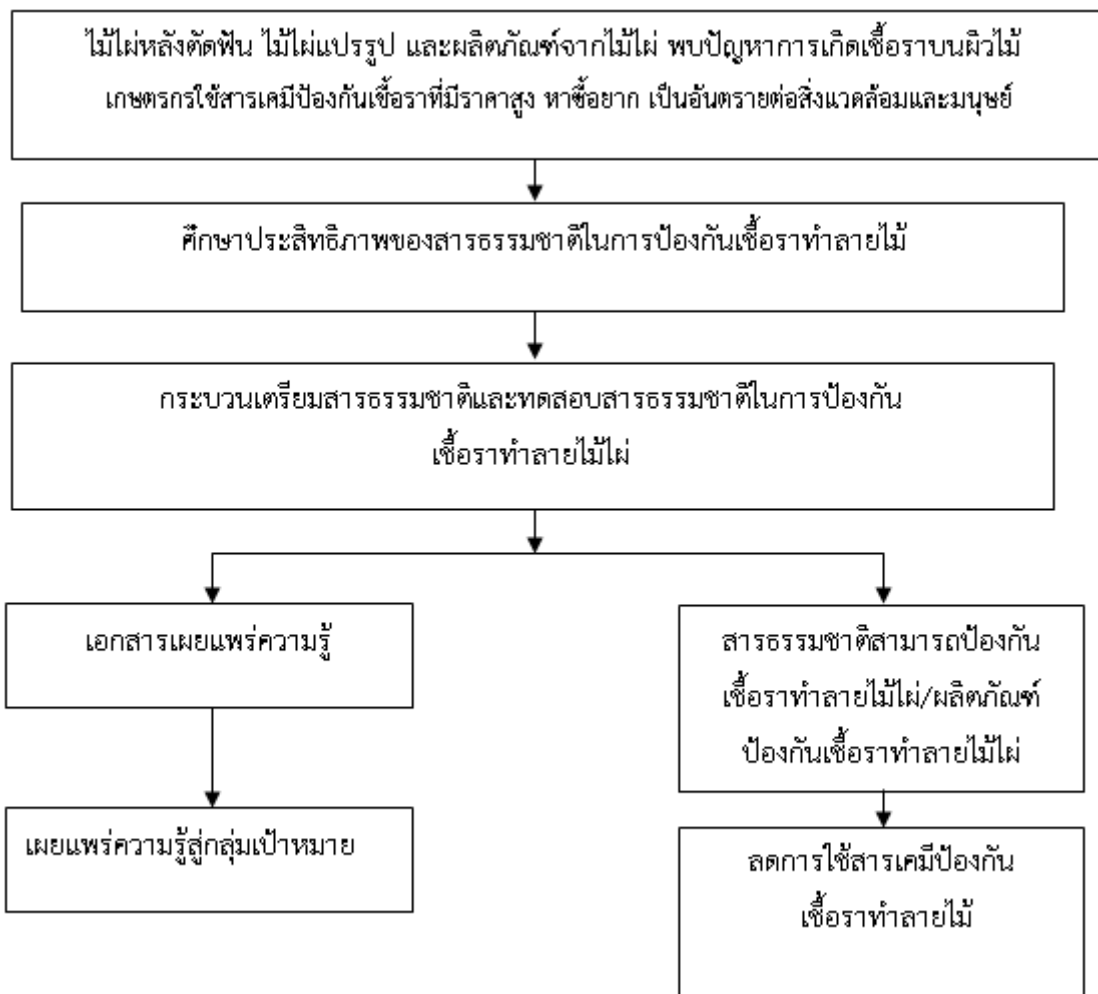 ไม้ไผ่หลังตัดฟัน ไม้ไผ่แปรรูป และผลิตภัณฑ์จากไม้ไผ่ พบปัญหาการเกิดเชื้อราบนผิวไม้
เกษตรกรใช้สารเคมีป้องกันเชื้อราที่มีราคาสูง หาซื้อยาก เป็นอันตรายต่อสิ่งแวดล้อมและมนุษย์
ศึกษาประสิทธิภาพของสารธรรมชาติในการป้องกันเชื้อราทำลายไม้
กระบวนเตรียมสารธรรมชาติและทดสอบสารธรรมชาติในการป้องกัน
เชื้อราทำลายไม้ไผ่
เอกสารเผยแพร่ความรู้
เผยแพร่ความรู้สู่กลุ่มเป้าหมาย
สารธรรมชาติสามารถป้องกัน
เชื้อราทำลายไม้ไผ่/ผลิตภัณฑ์
ป้องกันเชื้อราทำลายไม้ไผ่
ลดการใช้สารเคมีป้องกัน
เชื้อราทำลายไม้